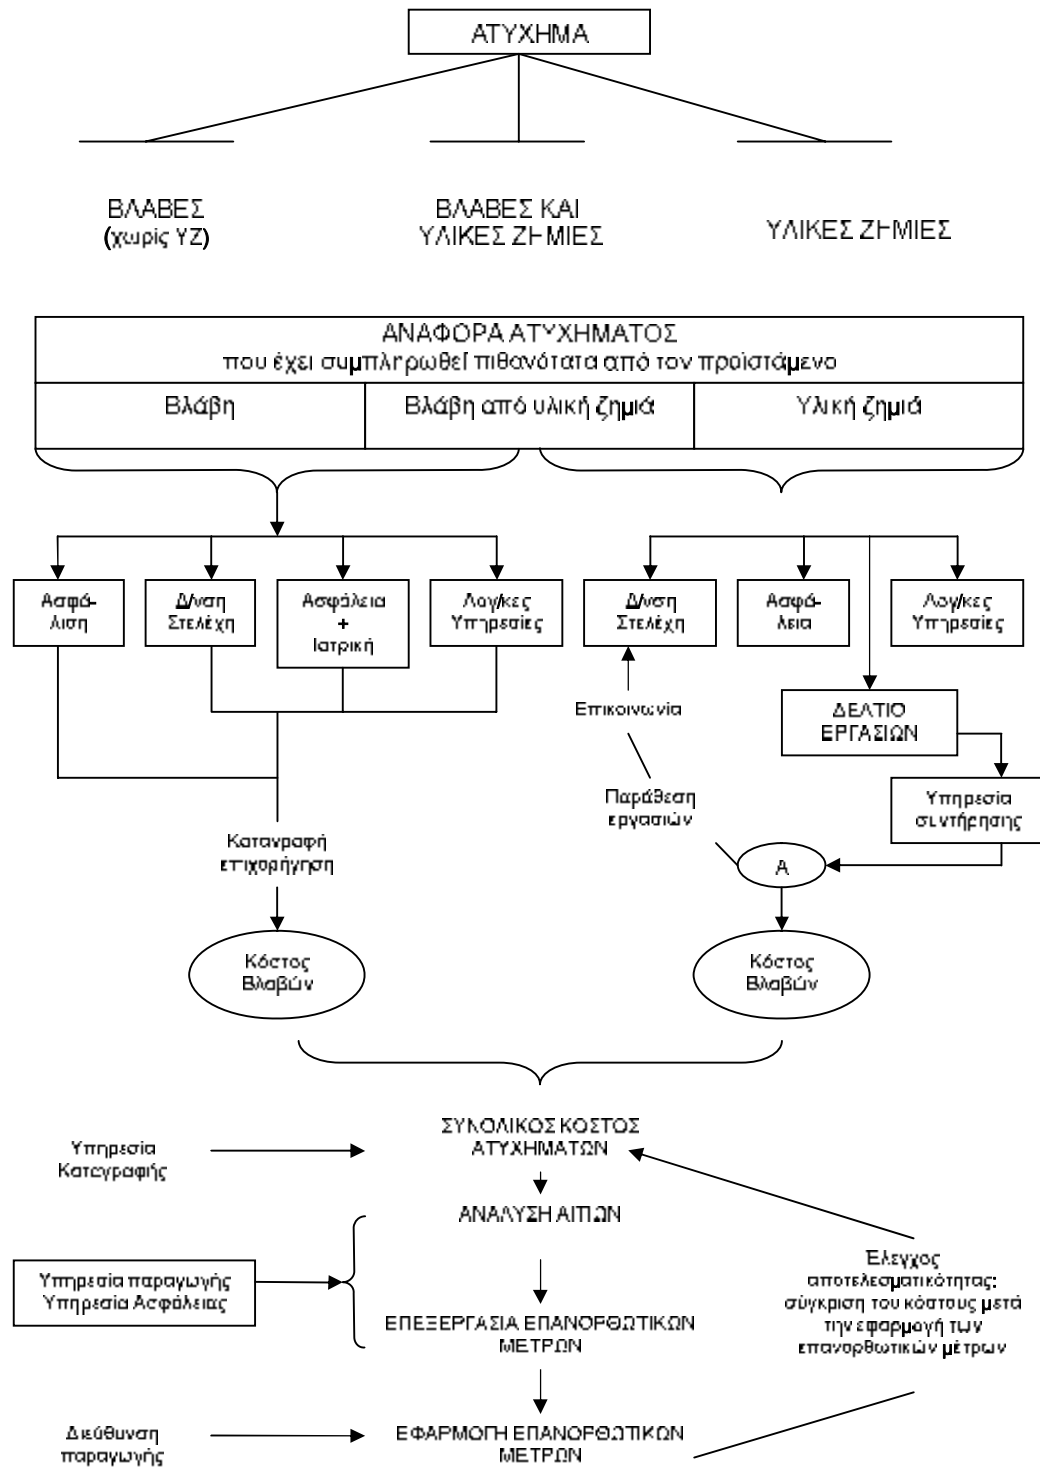 ΑΤΥΧΗΜΑ
ΒΛΑΒΕΣ
(χωρίς ΥΖ)
ΒΛΑΒΕΣ ΚΑΙ
ΥΛΙΚΕΣ ΖΗΜΙΕΣ
ΥΛΙΚΕΣ ΖΗΜΙΕΣ
ΑΝΑΦΟΡΑ ΑΤΥΧΗΜΑΤΟΣ
που έχει συμπληρωθεί πιθανότατα από τον προϊστάμενο
Βλάβη
Βλάβη από υλική ζημιά
Υλική ζημιά
Ασφά-
λιση
Δ/νση
Στελέχη
Ασφάλεια
+
Ιατρική
Λογ/κες
Υπηρεσίες
Δ/νση
Στελέχη
Ασφά-
λεια
Λογ/κες
Υπηρεσίες
Επικοινωνία
ΔΕΛΤΙΟ
ΕΡΓΑΣΙΩΝ
Παράθεση
εργασιών
Υπηρεσία
συντήρησης
Καταγραφή
επιχορήγηση
Α
Κόστος
Βλαβών
Κόστος
Βλαβών
ΣΥΝΟΛΙΚΟΣ ΚΟΣΤΟΣ
ΑΤΥΧΗΜΑΤΩΝ
Υπηρεσία
Καταγραφής
ΑΝΑΛΥΣΗ ΑΙΤΙΩΝ
Υπηρεσία παραγωγής
Υπηρεσία Ασφάλειας
Έλεγχος
αποτελεσματικότητας:
σύγκριση του κόστους μετά
την εφαρμογή των
επανορθωτικών μέτρων
ΕΠΕΞΕΡΓΑΣΙΑ ΕΠΑΝΟΡΘΩΤΙΚΩΝ
ΜΕΤΡΩΝ
Διεύθυνση
παραγωγής
ΕΦΑΡΜΟΓΗ ΕΠΑΝΟΡΘΩΤΙΚΩΝ
ΜΕΤΡΩΝ